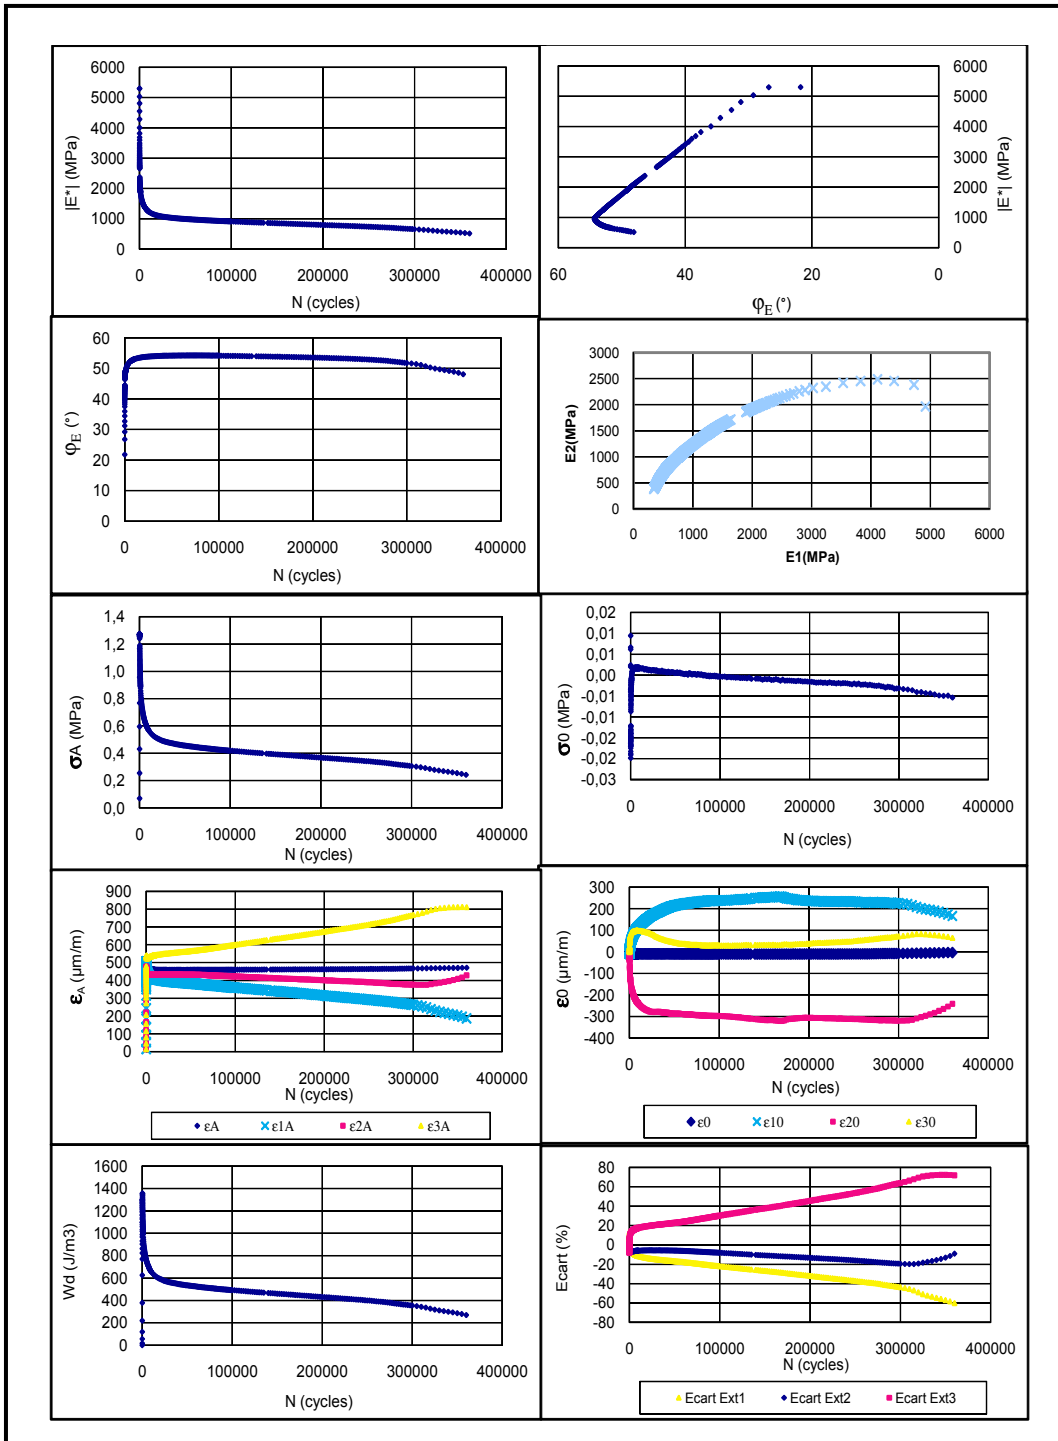 6000
5000
4000
3000
2000
1000
0
|E*| (MPa)
0 100000 200000 300000 400000
N (cycles)
6000
5000
4000
3000
2000
1000
0
|E*| (MPa)
60 40 20 0
φE (°)
60
50
40
30
20
10
0
φE (°)
0 100000 200000 300000 400000
N (cycles)
3000
2500
2000
1500
1000
500
0
E2(MPa)
0 1000 2000 3000 4000 5000 6000
E1(MPa)
1,4
1,2
1,0
0,8
0,6
0,4
0,2
0,0
σA (MPa)
0 100000 200000 300000 400000
N (cycles)
0,02
0,01
0,01
0,00
-0,01
-0,01
-0,02
-0,02
-0,03
σ0 (MPa)
0 100000 200000 300000 400000
N (cycles)
900
800
700
600
500
400
300
200
100
0
εA (µm/m)
0 100000 200000 300000 400000
N (cycles)
εA ε1A ε2A ε3A
300
200
100
0
-100
-200
-300
-400
ε0 (µm/m)
0 100000 200000 300000 400000
N (cycles)
ε0 ε10 ε20 ε30
1600
1400
1200
1000
800
600
400
200
0
Wd (J/m3)
0 100000 200000 300000 400000
N (cycles)
80
60
40
20
0
-20
-40
-60
-80
Ecart (%)
0 100000 200000 300000 400000
N (cycles)
Ecart Ext1 Ecart Ext2 Ecart Ext3